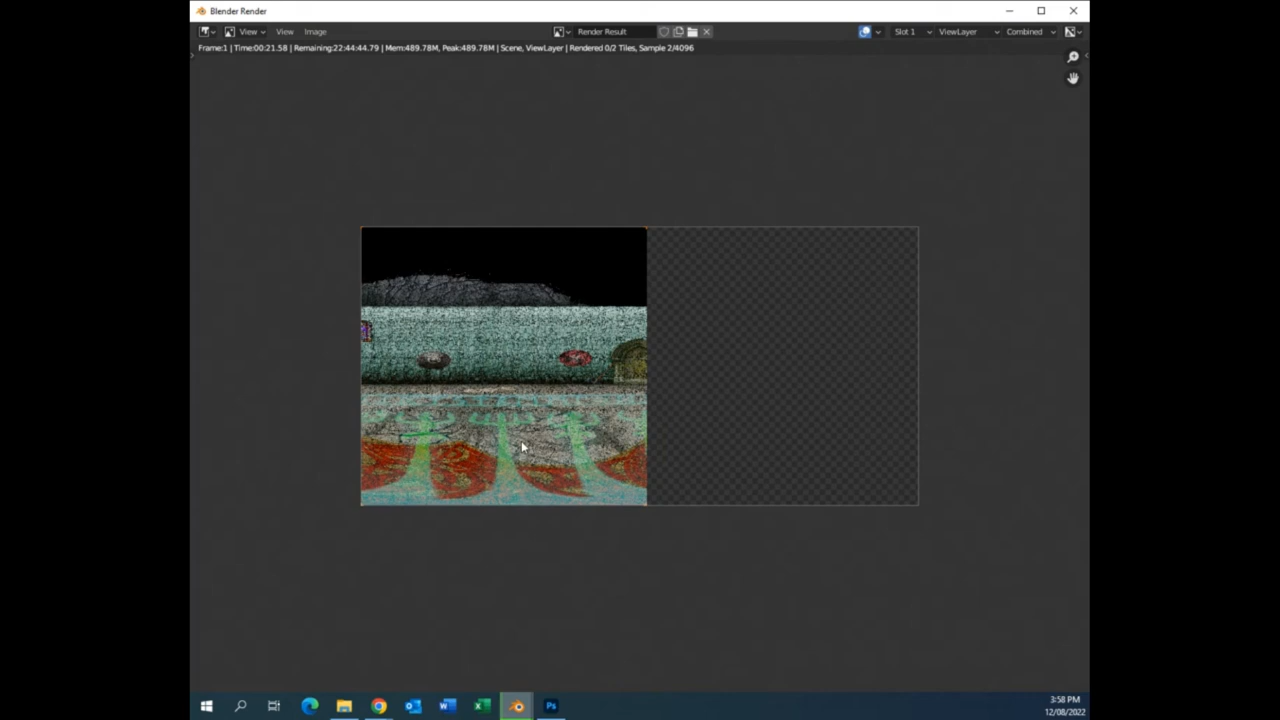 Blender Render
View View Image Render Result Slot 1 ViewLayer Combined
Frame:1 | Time:00:21.58 | Remaining:22:44:44.79 | Mem:489.78M, Peak:489.78M | Scene, ViewLayer | Rendered 0/2 Tiles, Sample 2/4096
Ps
3:58 PM
12/08/2022